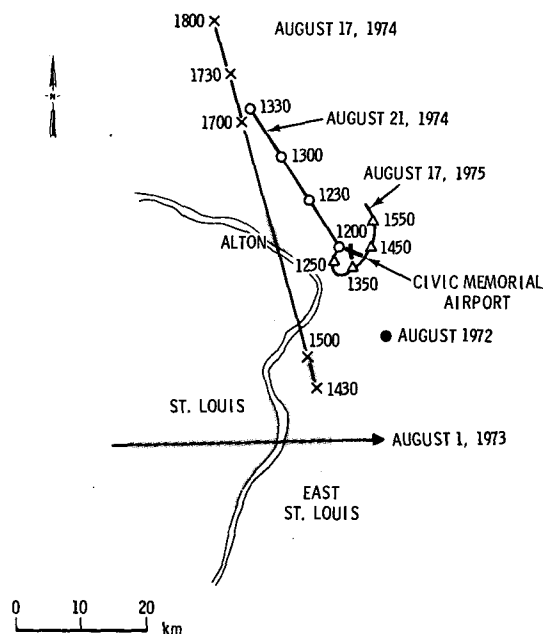 1800
AUGUST 17, 1974
1730
N
1330
1700
AUGUST 21, 1974
1300
AUGUST 17, 1975
1230
1550
1200
ALTON
1450
1250
1350
CIVIC MEMORIAL
AIRPORT
AUGUST 1972
1500
1430
ST. LOUIS
AUGUST 1, 1973
EAST
ST. LOUIS
0 10 20
km